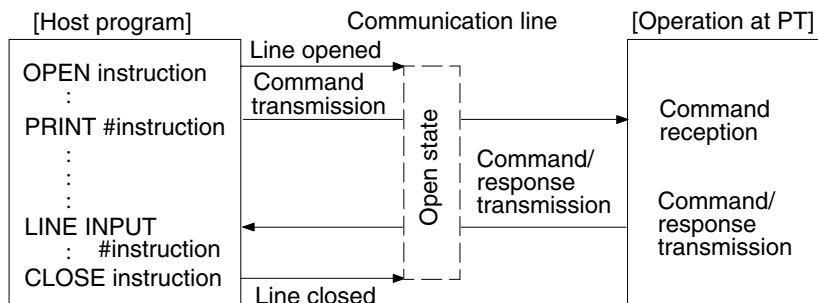 [Host program]
Communication line
[Operation at PT]
Line opened
OPEN instruction
:
Command
transmission
PRINT #instruction
Command
reception
:
:
:
:
Open state
Command/
response
transmission
LINE INPUT
#instruction
Command/
response
transmission
:
CLOSE instruction
Line closed